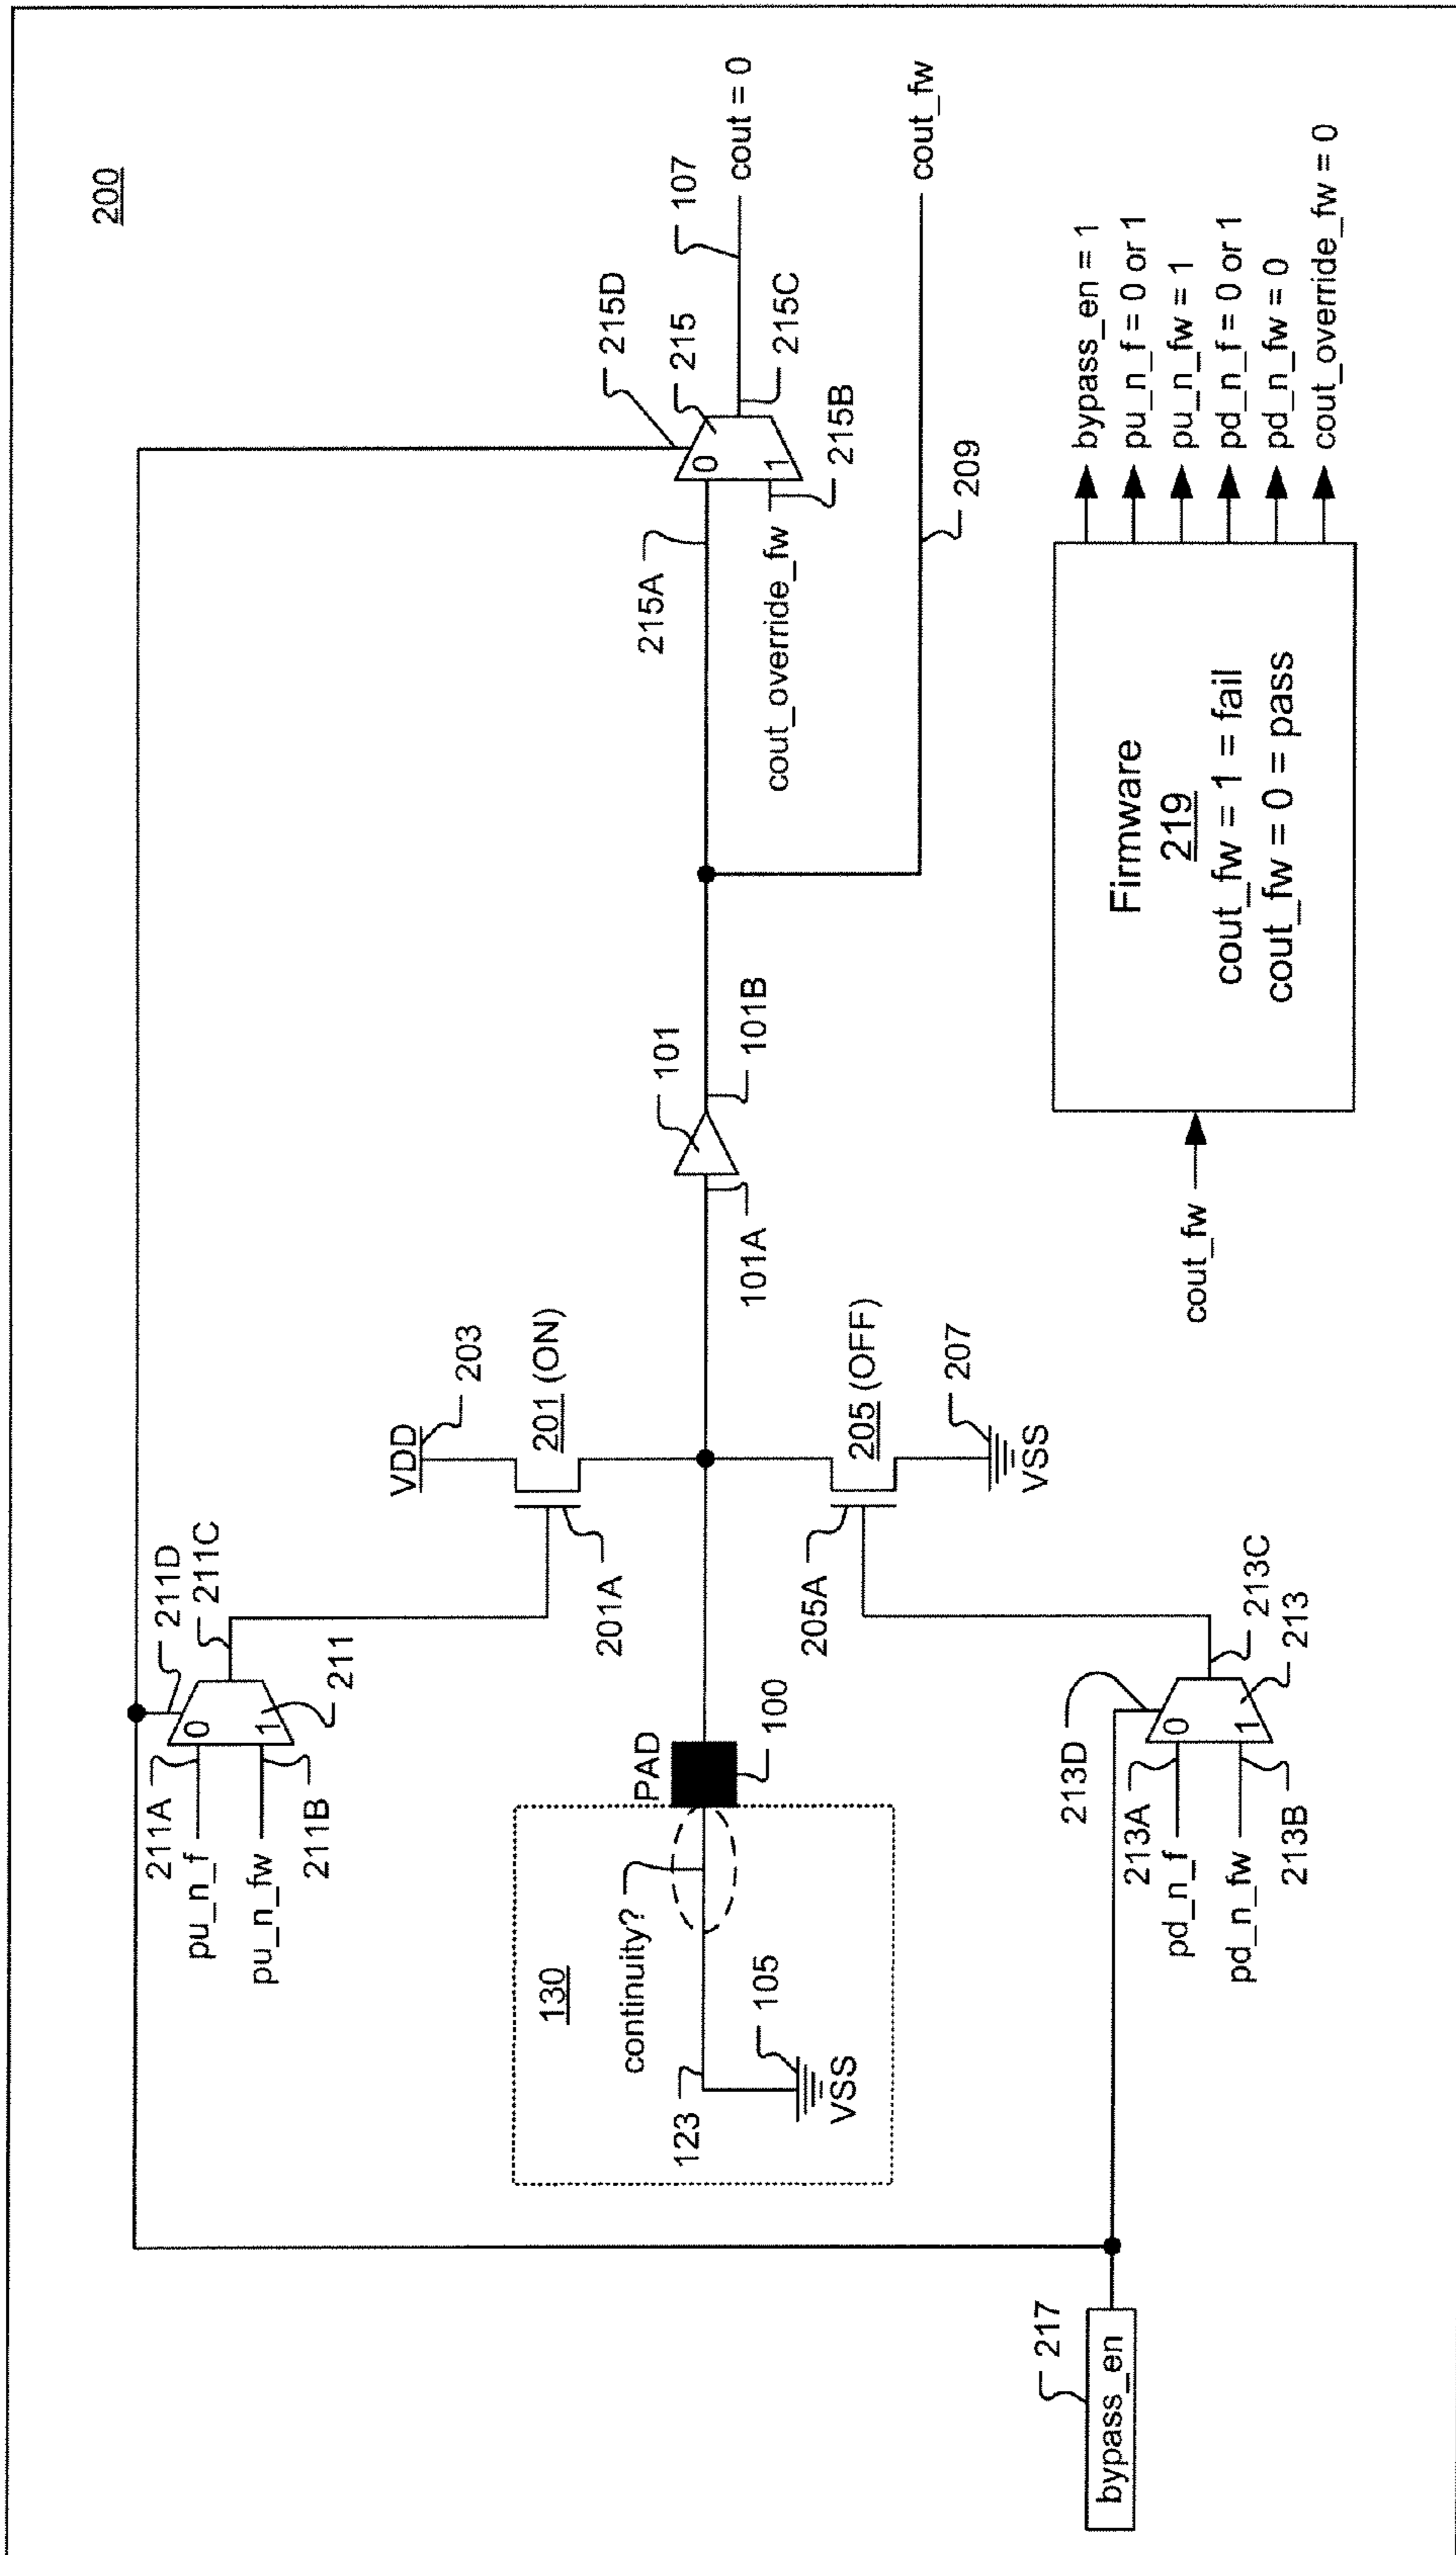 200
211D
211C
211A
pu_n_f
0
1
pu_n_fw
211B
211
VDD
203
201 (ON)
201A
130
continuity?
123
105
VSS
PAD
100
205A
205 (OFF)
207
VSS
101
101A
101B
215D
215
215A
0
1
cout_override_fw
215B
215C
107
cout = 0
209
cout_fw
217
bypass_en
213D
213A
pd_n_f
0
1
pd_n_fw
213B
213C
213
cout_fw
Firmware
219
cout_fw = 1 = fail
cout_fw = 0 = pass
bypass_en = 1
pu_n_f = 0 or 1
pu_n_fw = 1
pd_n_f = 0 or 1
pd_n_fw = 0
cout_override_fw = 0